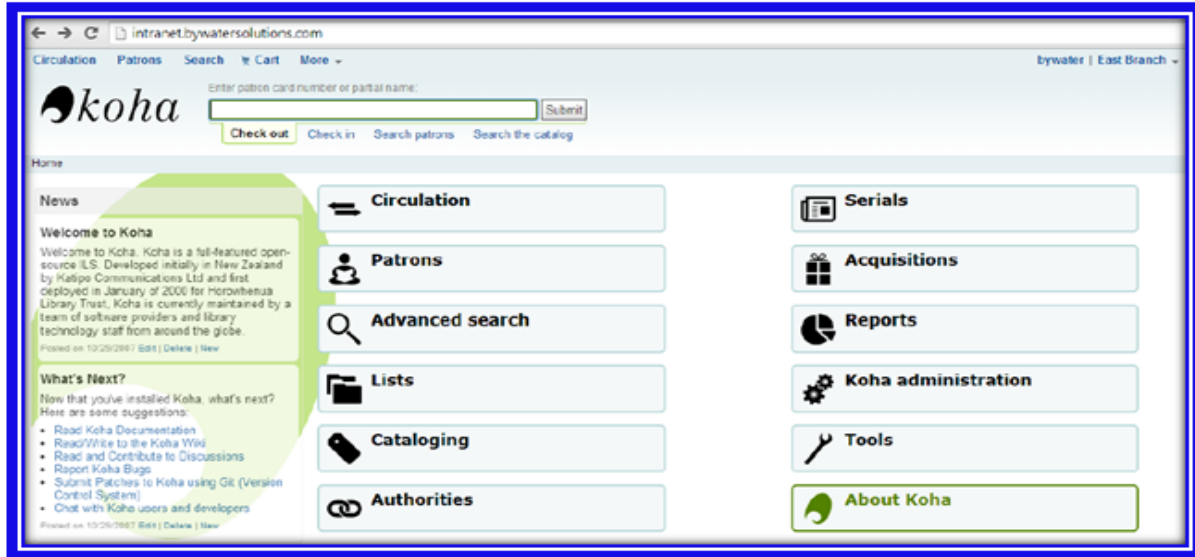 intranet.bywatersolutions.com
Circulation Patrons Search Cart More
bywater | East Branch
koha
Enter patron card number or partial name:
Submit
Check out Check in Search patrons Search the catalog
Home
News
Welcome to Koha
Welcome to Koha. Koha is a full-featured open-
source ILS. Developed initially in New Zealand
by Katipo Communications Ltd and first
deployed in January of 2000 for Horowhenua
Library Trust, Koha is currently maintained by a
team of software providers and library
technology staff from around the globe.
Posted on 10/29/2007 Edit | Delete | New
What's Next?
Now that you've installed Koha, what's next?
Here are some suggestions:
• Read Koha Documentation
• Read/Write to the Koha Wiki
• Read and Contribute to Discussions
• Report Koha Bugs
• Submit Patches to Koha using Git (Version
Control System)
• Chat with Koha users and developers
Posted on 10/29/2007 Edit | Delete | New
Circulation
Patrons
Advanced search
Lists
Cataloging
Authorities
Serials
Acquisitions
Reports
Koha administration
Tools
About Koha